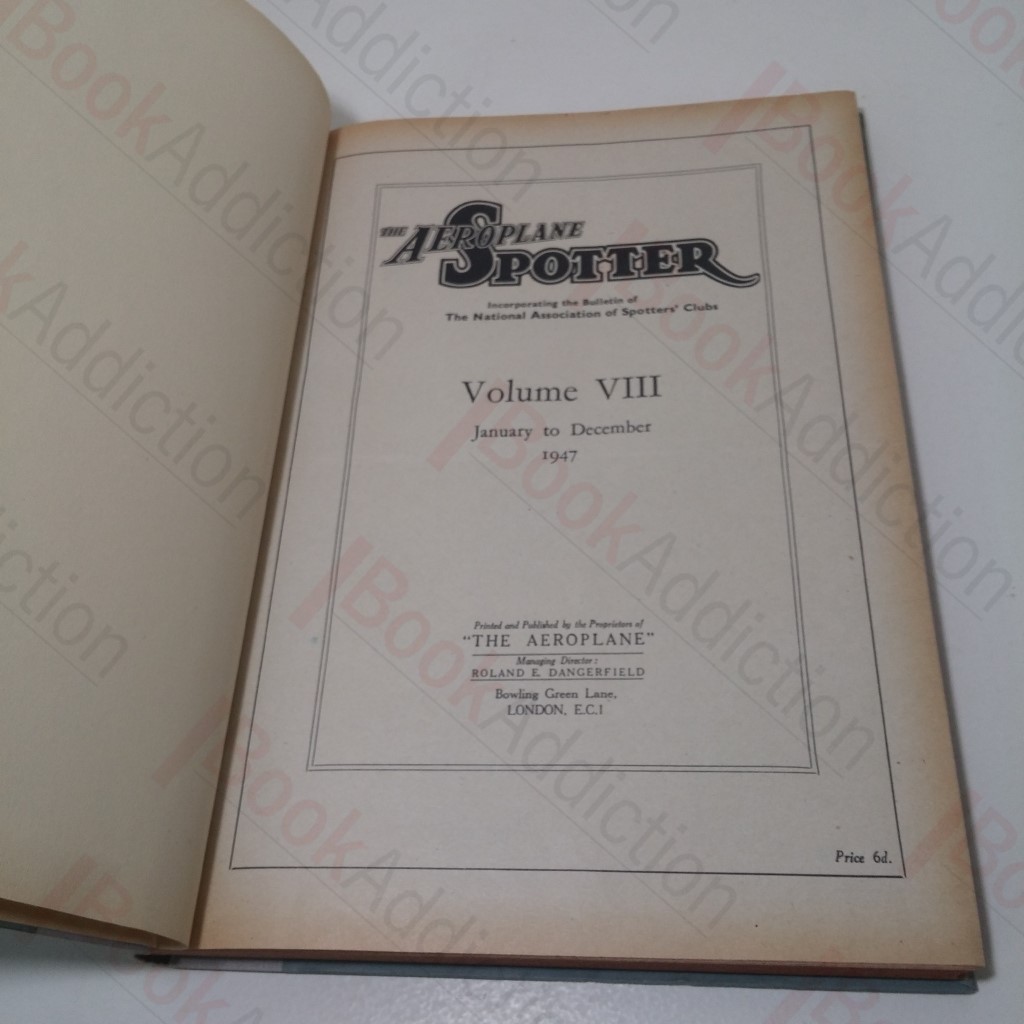 THE AEROPLANE
SPOTTER
Incorporating the Bulletin of
The National Association of Spotters' Clubs
Volume VIII
January to December
1947
Printed and Published by the Proprietors of
"THE AEROPLANE"
Managing Director:
ROLAND E. DANGERFIELD
Bowling Green Lane,
LONDON, E.C.1
Price 6d.
BookAddiction